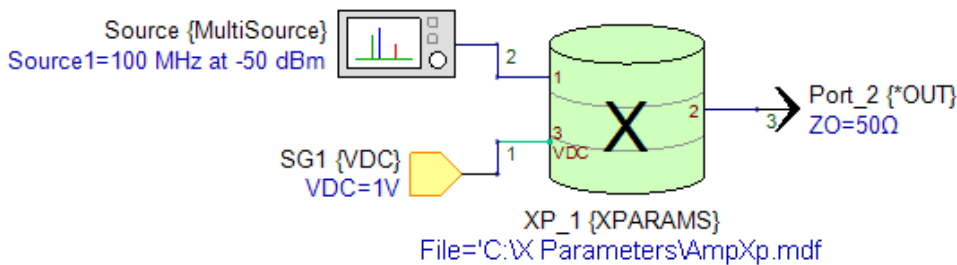 Source {MultiSource}
Source1=100 MHz at -50 dBm
2
1
X
2
3
Port_2 {*OUT}
ZO=50Ω
3
VDC
1
SG1 {VDC}
VDC=1V
XP_1 {XPARAMS}
File='C:\X Parameters\AmpXp.mdf